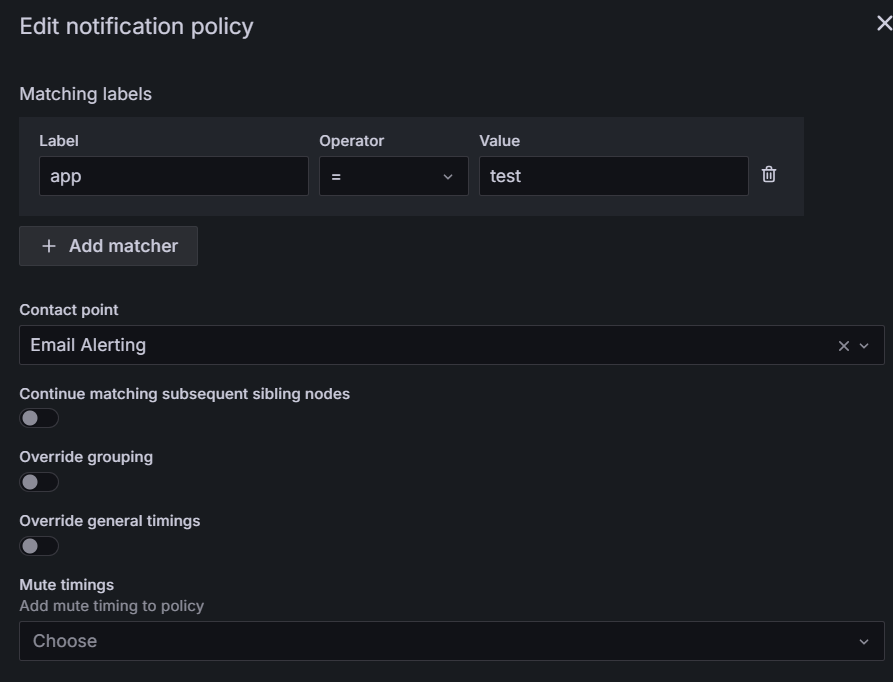 Edit notification policy
Matching labels
Label Operator Value
app = test
+ Add matcher
Contact point
Email Alerting
Continue matching subsequent sibling nodes
Override grouping
Override general timings
Mute timings
Add mute timing to policy
Choose